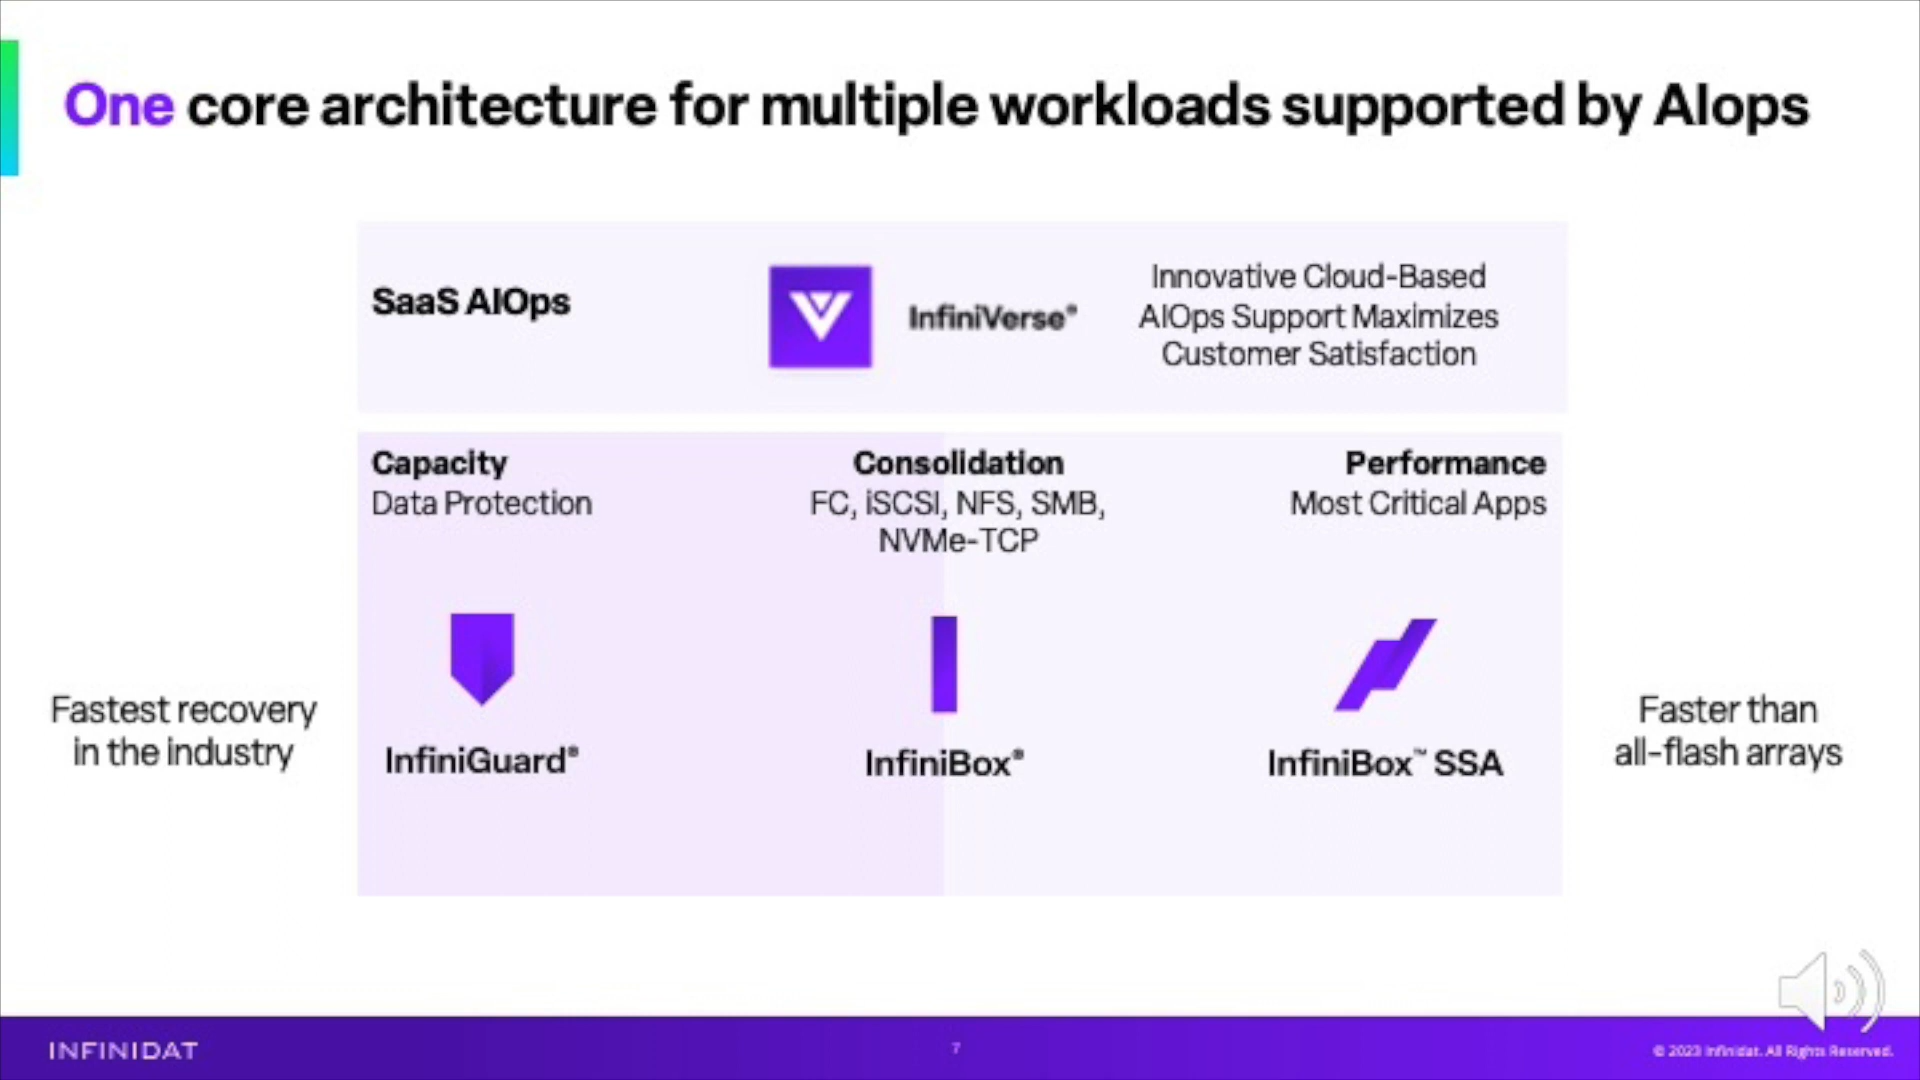 One core architecture for multiple workloads supported by AIops
SaaS AIOps
InfiniVerse®
Innovative Cloud-Based
AIOps Support Maximizes
Customer Satisfaction
Capacity
Data Protection
Consolidation
FC, iSCSI, NFS, SMB,
NVMe-TCP
Performance
Most Critical Apps
Fastest recovery
in the industry
InfiniGuard®
InfiniBox®
InfiniBox™ SSA
Faster than
all-flash arrays
INFINIDAT
7
© 2023 Infinidat. All Rights Reserved.